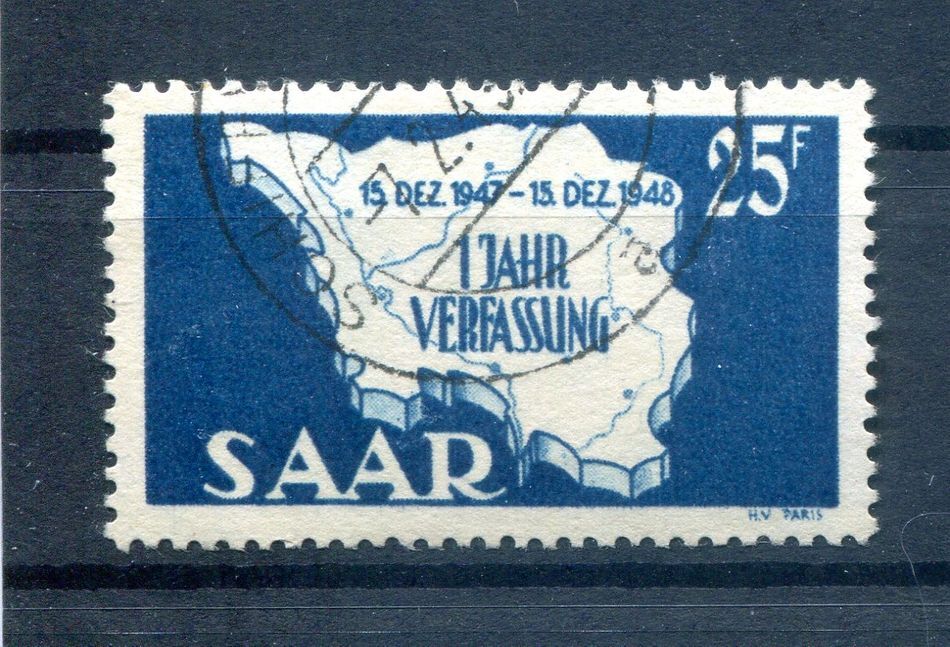 25F
15. DEZ. 1947 – 15. DEZ. 1948
1 JAHR
VERFASSUNG
SAAR
H.V. PARIS